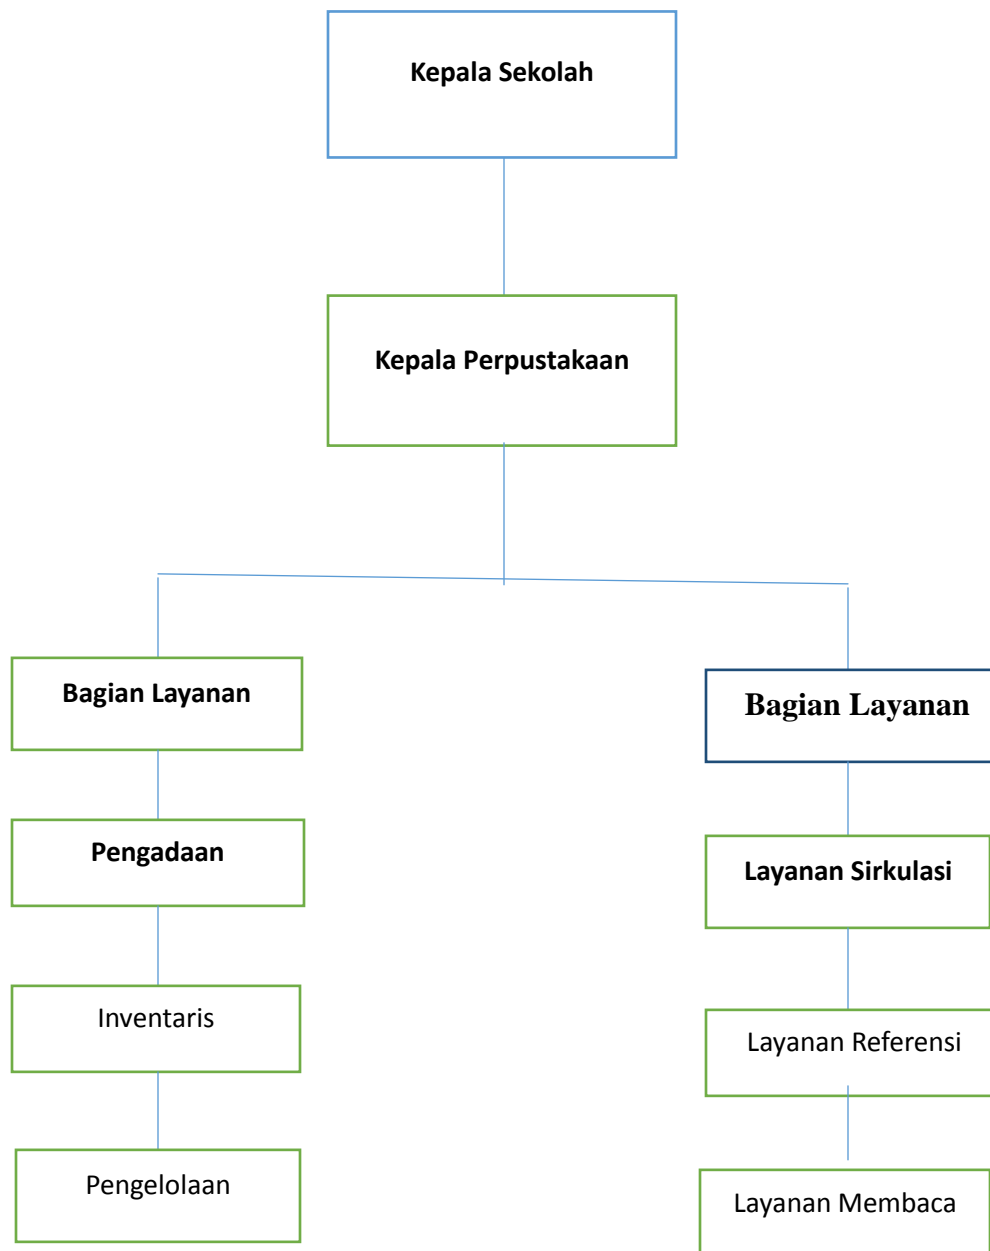 Kepala Sekolah
Kepala Perpustakaan
Bagian Layanan
Bagian Layanan
Pengadaan
Layanan Sirkulasi
Inventaris
Layanan Referensi
Pengelolaan
Layanan Membaca